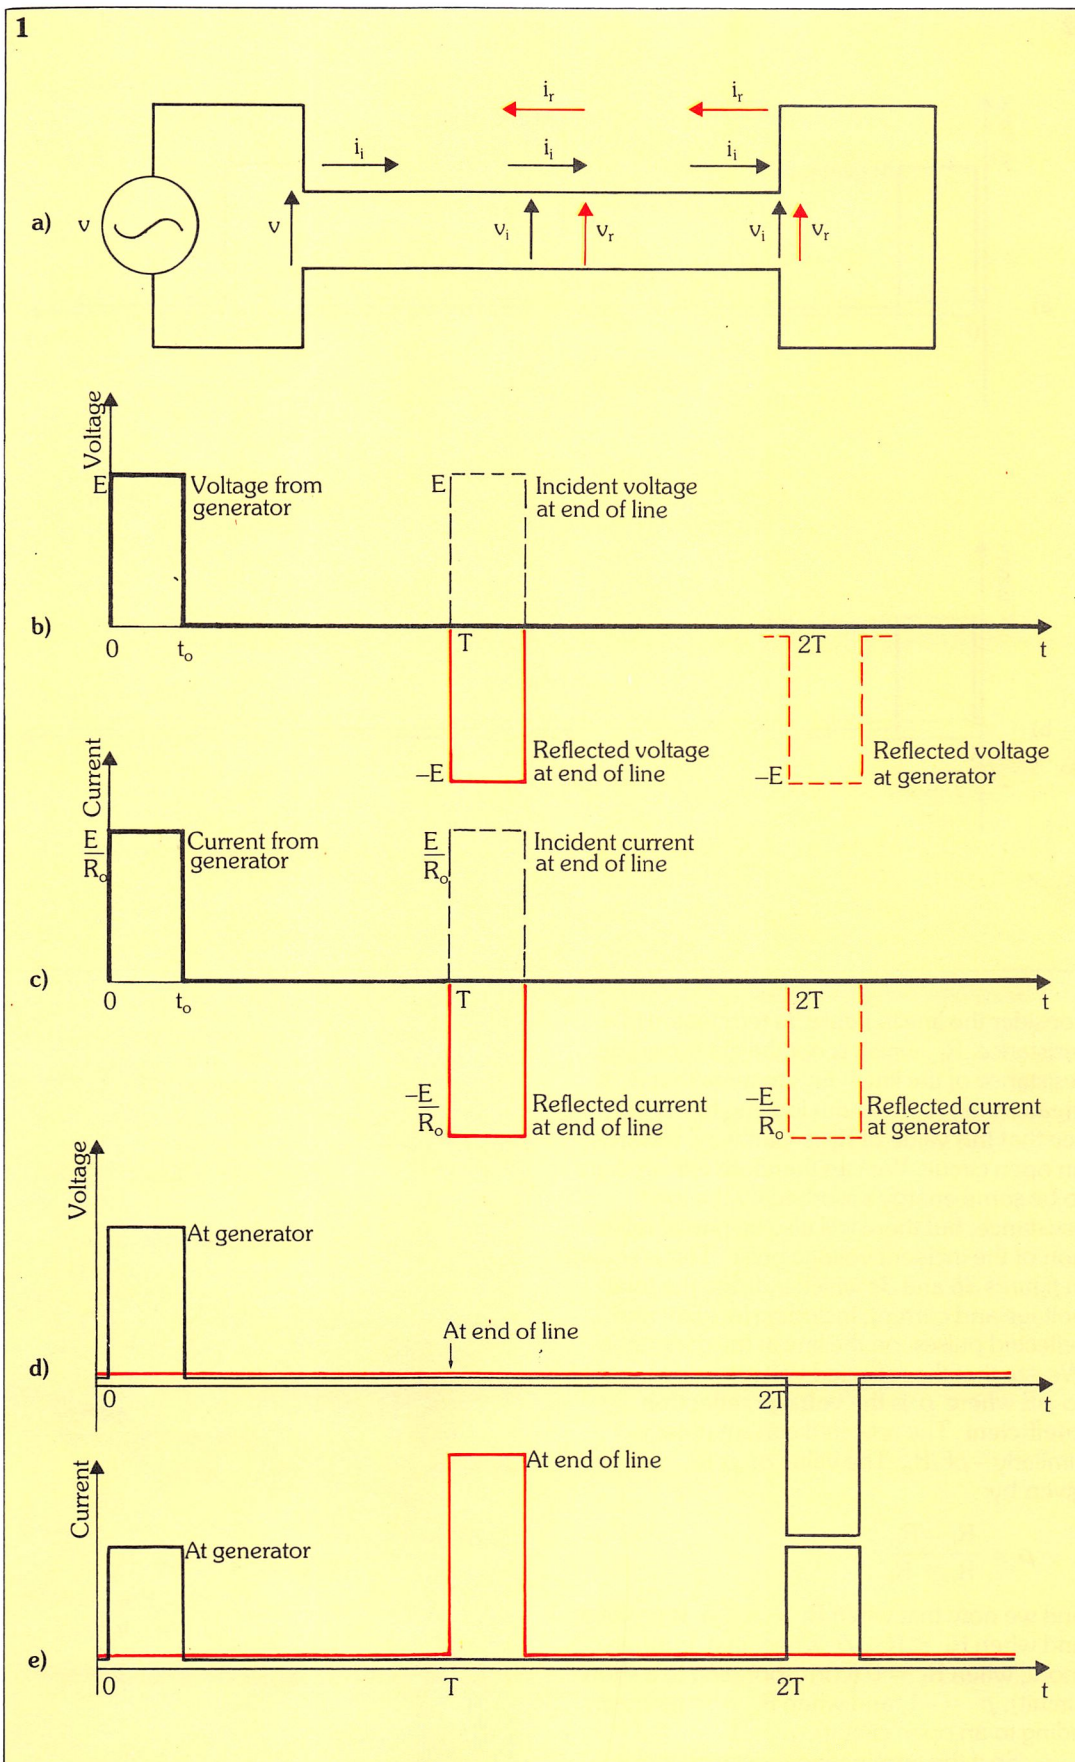 1
a)
v
v
i_i
i_r
i_i
v_i
v_r
i_r
i_i
v_i
v_r
b)
Voltage
E
Voltage from
generator
E
Incident voltage
at end of line
0
t_o
T
2T
t
–E
Reflected voltage
at end of line
–E
Reflected voltage
at generator
c)
Current
E
R_o
Current from
generator
E
R_o
Incident current
at end of line
0
t_o
T
2T
t
–E
R_o
Reflected current
at end of line
–E
R_o
Reflected current
at generator
d)
Voltage
At generator
At end of line
0
2T
t
e)
Current
At generator
At end of line
0
T
2T
t